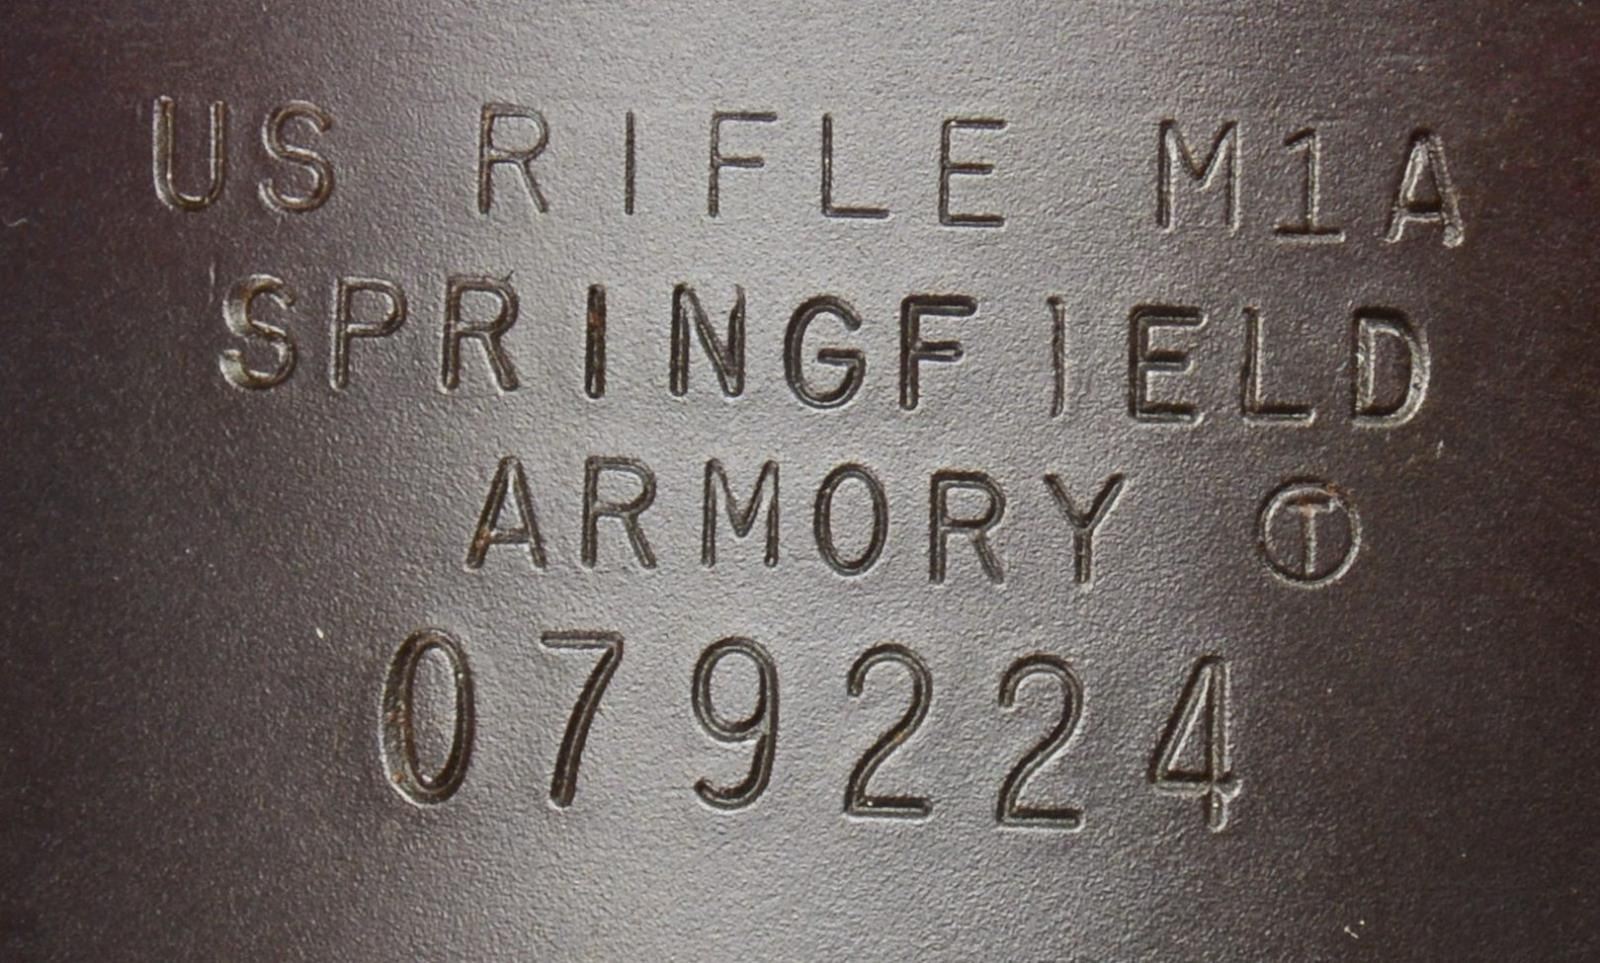 US RIFLE M1A
SPRINGFIELD
ARMORY Ⓣ
079224